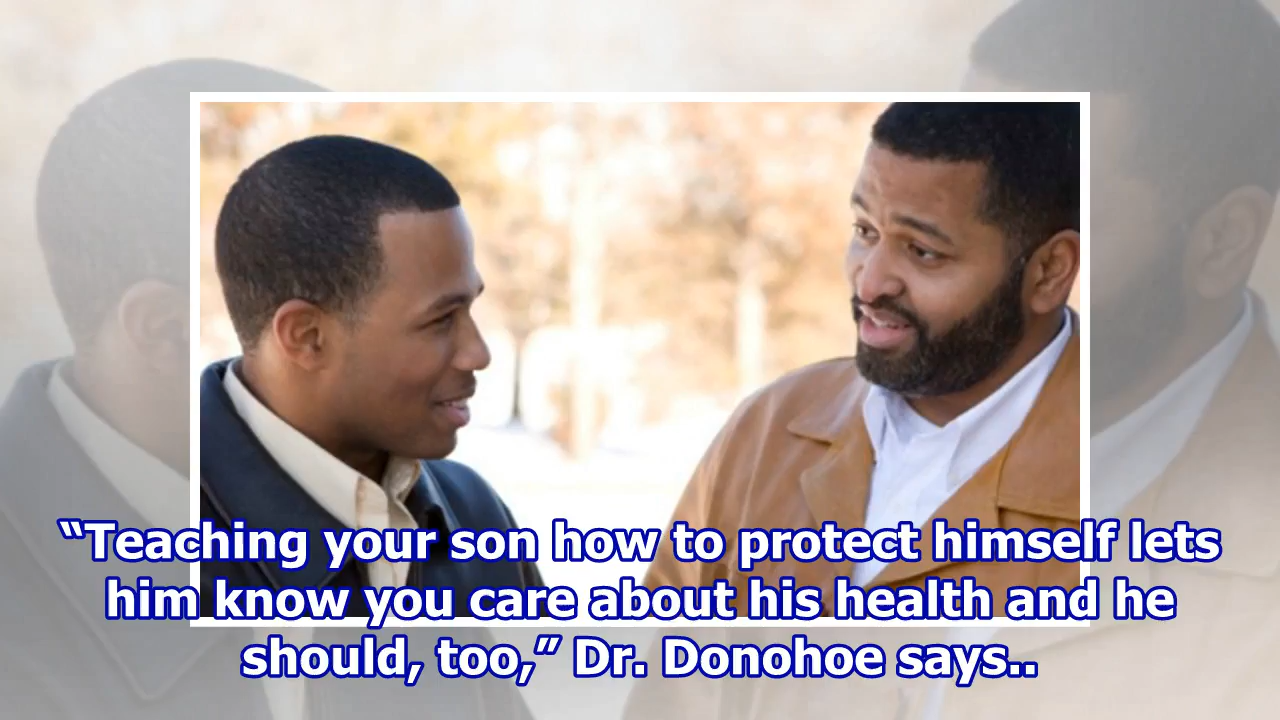 “Teaching your son how to protect himself lets
him know you care about his health and he
should, too,” Dr. Donohoe says..